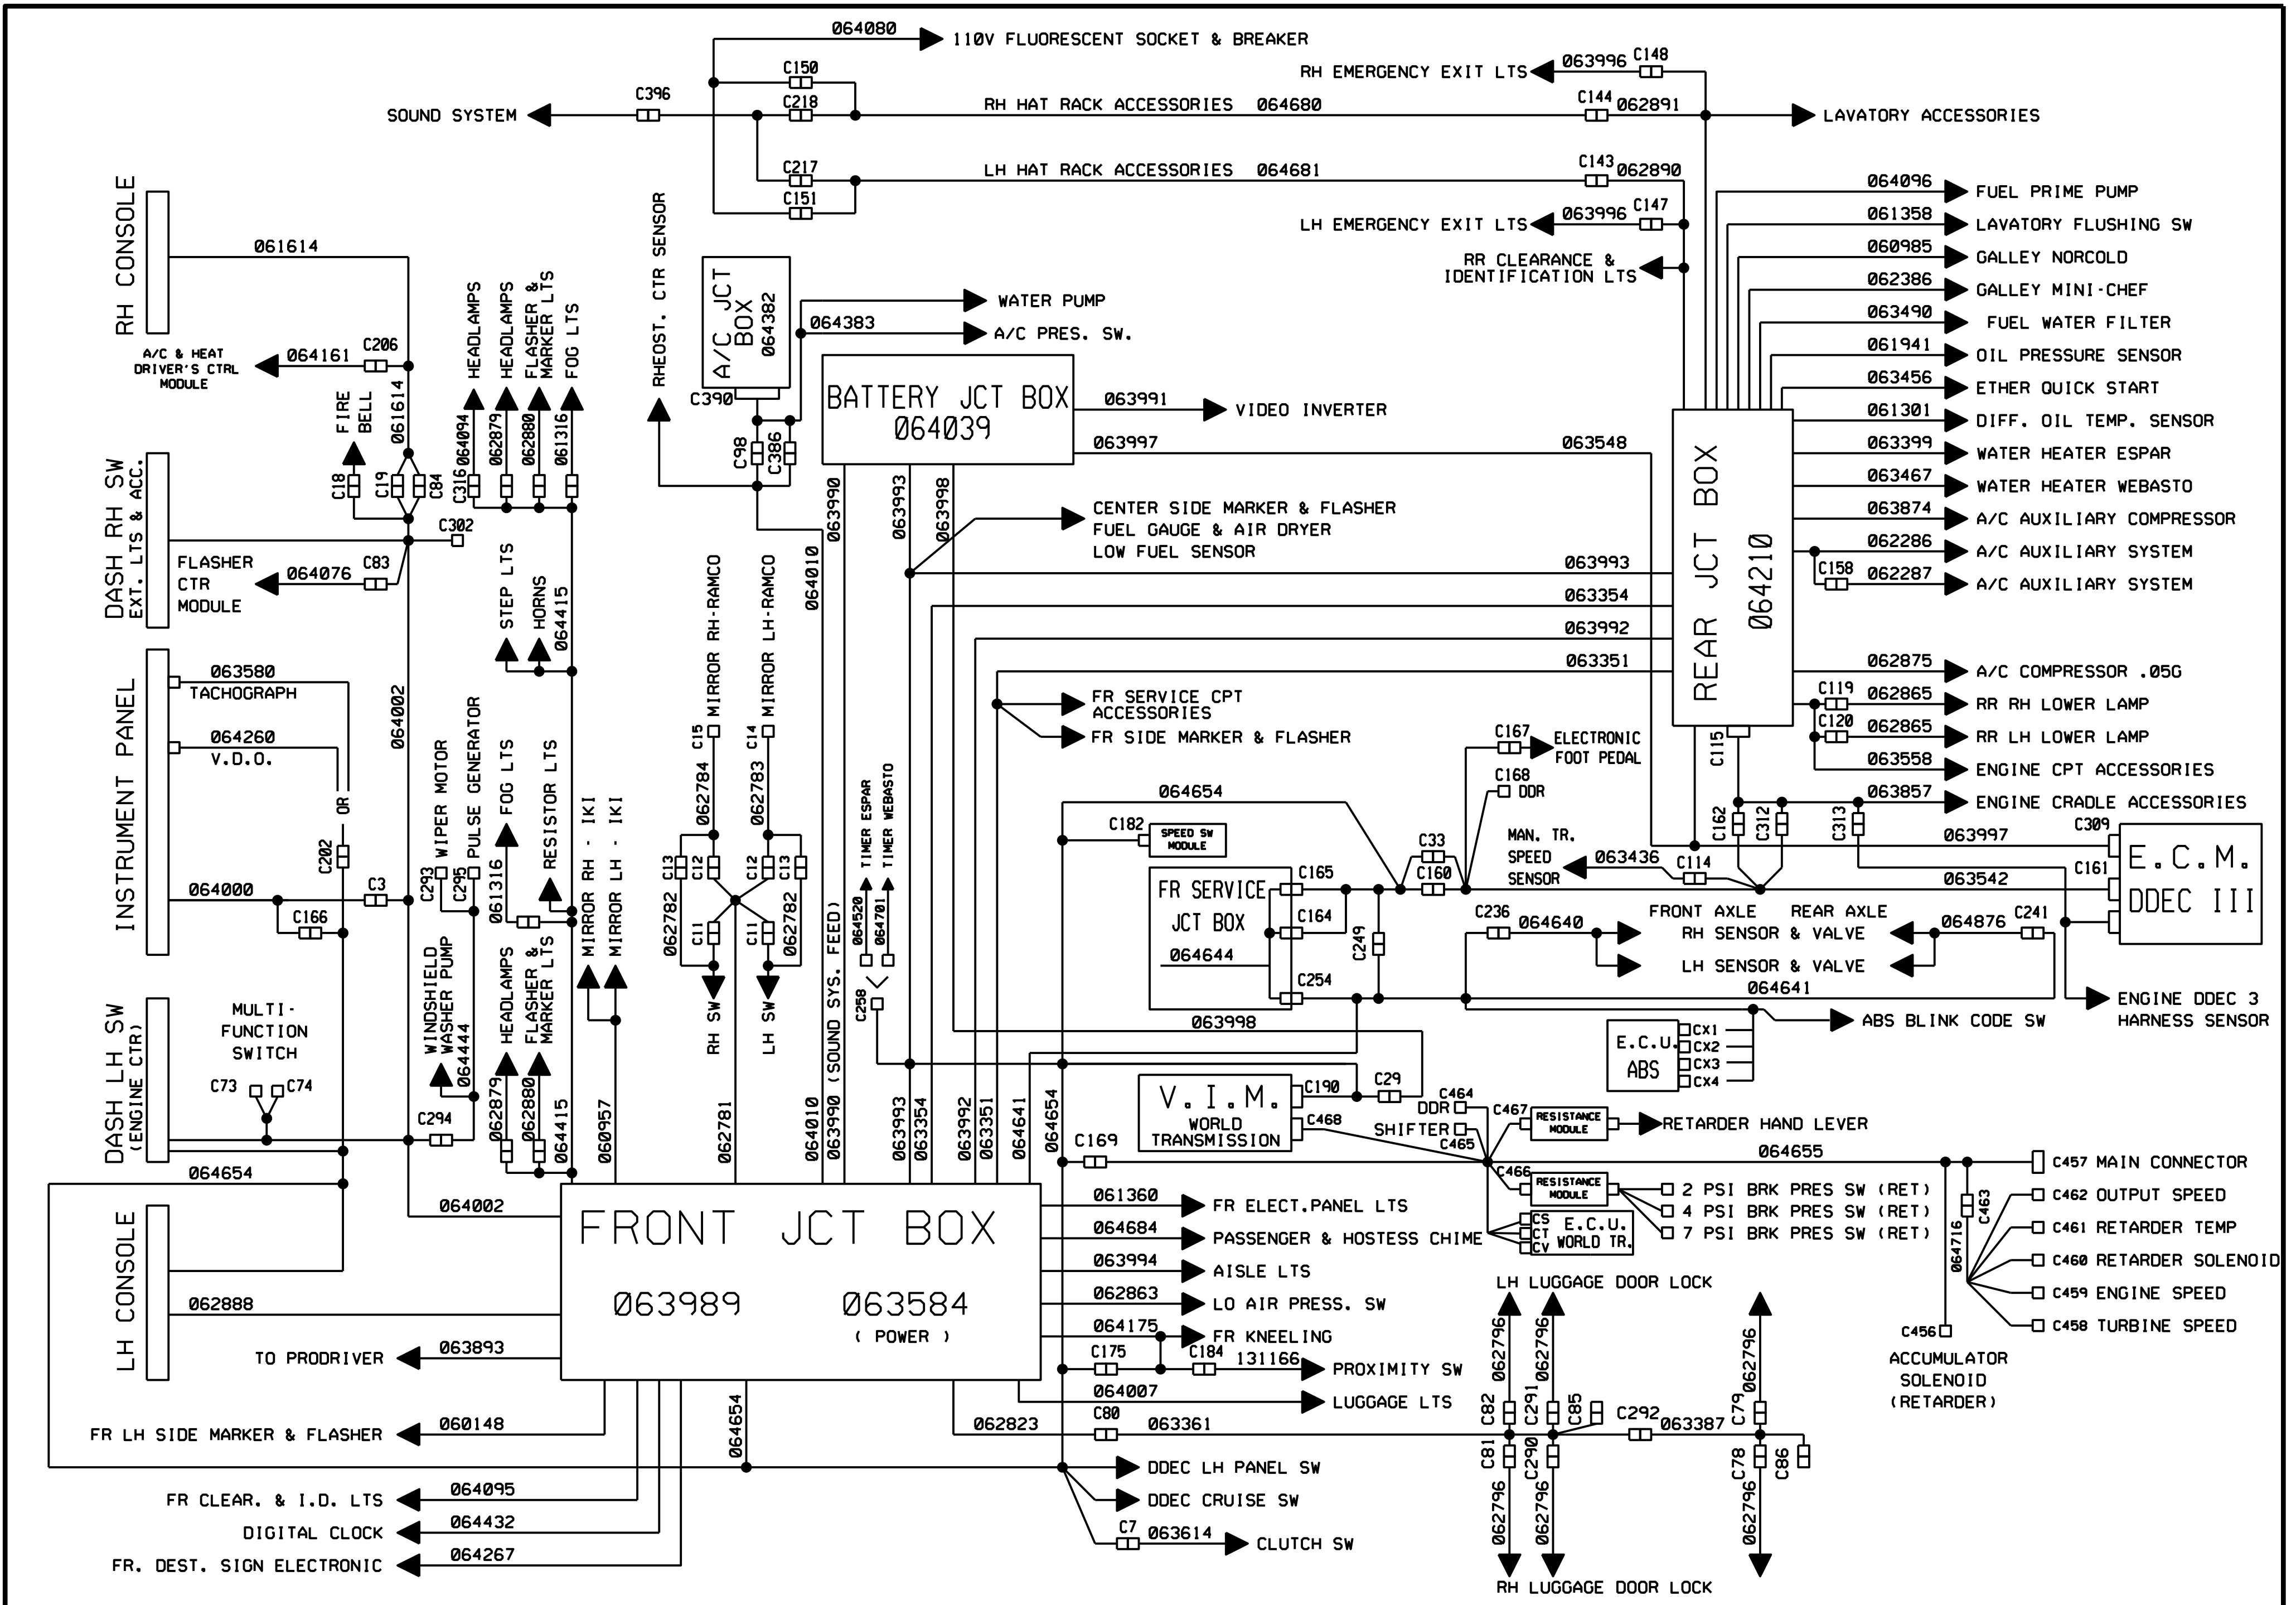 064080
110V FLUORESCENT SOCKET & BREAKER
C150
C218
C396
SOUND SYSTEM
RH HAT RACK ACCESSORIES 064680
C144
062891
RH EMERGENCY EXIT LTS
063996
C148
LAVATORY ACCESSORIES
C217
C151
LH HAT RACK ACCESSORIES 064681
C143
062890
LH EMERGENCY EXIT LTS
063996
C147
RR CLEARANCE &
IDENTIFICATION LTS
064096
FUEL PRIME PUMP
061358
LAVATORY FLUSHING SW
060985
GALLEY NORCOLD
062386
GALLEY MINI-CHEF
063490
FUEL WATER FILTER
061941
OIL PRESSURE SENSOR
063456
ETHER QUICK START
061301
DIFF. OIL TEMP. SENSOR
063399
WATER HEATER ESPAR
063467
WATER HEATER WEBASTO
063874
A/C AUXILIARY COMPRESSOR
062286
A/C AUXILIARY SYSTEM
C158
062287
A/C AUXILIARY SYSTEM
062875
A/C COMPRESSOR .05G
C119
062865
RR RH LOWER LAMP
C120
062865
RR LH LOWER LAMP
063558
ENGINE CPT ACCESSORIES
063857
ENGINE CRADLE ACCESSORIES
REAR JCT BOX
064210
C115
C162
C312
C313
063997
C309
C161
063542
E.C.M.
DDEC III
ENGINE DDEC 3
HARNESS SENSOR
RH CONSOLE
061614
A/C & HEAT
DRIVER'S CTRL
MODULE
064161
C206
FIRE
BELL
061614
C18
C19
C84
C302
DASH RH SW
EXT. LTS & ACC.
FLASHER
CTR
MODULE
064076
C83
HEADLAMPS
HEADLAMPS
FLASHER &
MARKER LTS
FOG LTS
C316
064094
062879
062880
061316
STEP LTS
HORNS
064415
INSTRUMENT PANEL
063580
TACHOGRAPH
064260
V.D.O.
OR
C202
064002
064000
C3
C166
C293
WIPER MOTOR
C295
PULSE GENERATOR
FOG LTS
061316
RESISTOR LTS
MIRROR RH - IKI
MIRROR LH - IKI
WINDSHIELD
WASHER PUMP
064444
HEADLAMPS
FLASHER &
MARKER LTS
062879
062880
064415
060957
DASH LH SW
(ENGINE CTR)
MULTI-
FUNCTION
SWITCH
C73
C74
C294
064654
LH CONSOLE
064002
062888
TO PRODRIVER
063893
FR LH SIDE MARKER & FLASHER
060148
FR CLEAR. & I.D. LTS
064095
DIGITAL CLOCK
064432
FR. DEST. SIGN ELECTRONIC
064267
RHEOST. CTR SENSOR
A/C JCT
BOX
064382
C390
C98
C386
WATER PUMP
064383
A/C PRES. SW.
BATTERY JCT BOX
064039
063991
VIDEO INVERTER
063997
063548
064010
063990
063993
063998
CENTER SIDE MARKER & FLASHER
FUEL GAUGE & AIR DRYER
LOW FUEL SENSOR
063993
063354
063992
063351
FR SERVICE CPT
ACCESSORIES
FR SIDE MARKER & FLASHER
C15
MIRROR RH-RAMCO
C14
MIRROR LH-RAMCO
062784
062783
C13
C12
C12
C13
062782
C11
C11
062782
RH SW
LH SW
062781
TIMER ESPAR
TIMER WEBASTO
064520
064701
C258
064010
063990 (SOUND SYS. FEED)
063993
063354
063992
063351
064641
064654
064654
C182
SPEED SW
MODULE
FR SERVICE
JCT BOX
064644
C165
C164
C254
C249
C33
C160
C167
ELECTRONIC
FOOT PEDAL
C168
DDR
MAN. TR.
SPEED
SENSOR
063436
C114
C236
064640
FRONT AXLE
REAR AXLE
RH SENSOR & VALVE
LH SENSOR & VALVE
064876
C241
064641
ABS BLINK CODE SW
E.C.U.
ABS
CX1
CX2
CX3
CX4
063998
V.I.M.
WORLD
TRANSMISSION
C190
C468
C29
C464
DDR
SHIFTER
C465
C467
RESISTANCE
MODULE
RETARDER HAND LEVER
C169
064655
C466
RESISTANCE
MODULE
2 PSI BRK PRES SW (RET)
4 PSI BRK PRES SW (RET)
7 PSI BRK PRES SW (RET)
CS
CT
CV
E.C.U.
WORLD TR.
C457 MAIN CONNECTOR
C463
064716
C462 OUTPUT SPEED
C461 RETARDER TEMP
C460 RETARDER SOLENOID
C459 ENGINE SPEED
C458 TURBINE SPEED
C456
ACCUMULATOR
SOLENOID
(RETARDER)
FRONT JCT BOX
063989
063584
( POWER )
061360
FR ELECT.PANEL LTS
064684
PASSENGER & HOSTESS CHIME
063994
AISLE LTS
062863
LO AIR PRESS. SW
064175
FR KNEELING
C175
C184
131166
PROXIMITY SW
064007
LUGGAGE LTS
062823
C80
063361
064654
DDEC LH PANEL SW
DDEC CRUISE SW
C7
063614
CLUTCH SW
LH LUGGAGE DOOR LOCK
062796
062796
062796
C82
C291
C85
C292
063387
C79
C81
C290
C78
C86
062796
062796
062796
RH LUGGAGE DOOR LOCK